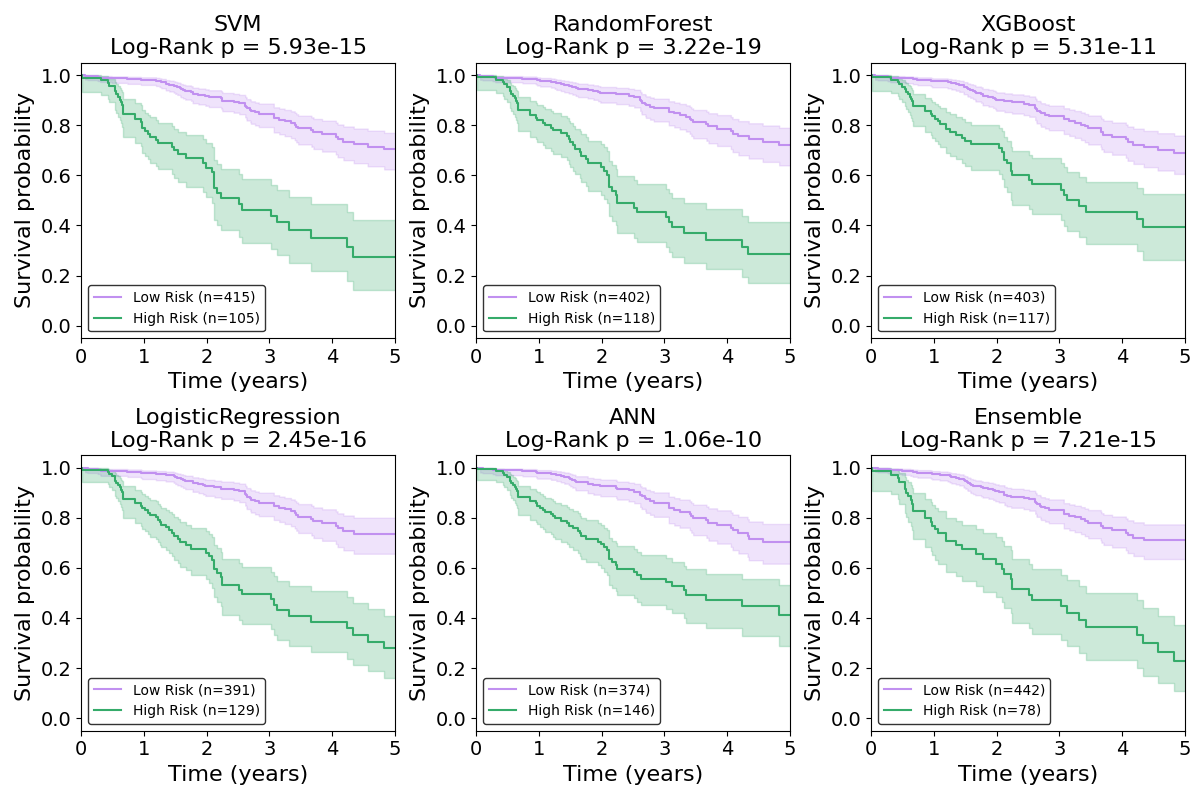 SVM
Log-Rank p = 5.93e-15
Survival probability
1.0
0.8
0.6
0.4
0.2
0.0
Low Risk (n=415)
High Risk (n=105)
0 1 2 3 4 5
Time (years)
RandomForest
Log-Rank p = 3.22e-19
Survival probability
1.0
0.8
0.6
0.4
0.2
0.0
Low Risk (n=402)
High Risk (n=118)
0 1 2 3 4 5
Time (years)
XGBoost
Log-Rank p = 5.31e-11
Survival probability
1.0
0.8
0.6
0.4
0.2
0.0
Low Risk (n=403)
High Risk (n=117)
0 1 2 3 4 5
Time (years)
LogisticRegression
Log-Rank p = 2.45e-16
Survival probability
1.0
0.8
0.6
0.4
0.2
0.0
Low Risk (n=391)
High Risk (n=129)
0 1 2 3 4 5
Time (years)
ANN
Log-Rank p = 1.06e-10
Survival probability
1.0
0.8
0.6
0.4
0.2
0.0
Low Risk (n=374)
High Risk (n=146)
0 1 2 3 4 5
Time (years)
Ensemble
Log-Rank p = 7.21e-15
Survival probability
1.0
0.8
0.6
0.4
0.2
0.0
Low Risk (n=442)
High Risk (n=78)
0 1 2 3 4 5
Time (years)